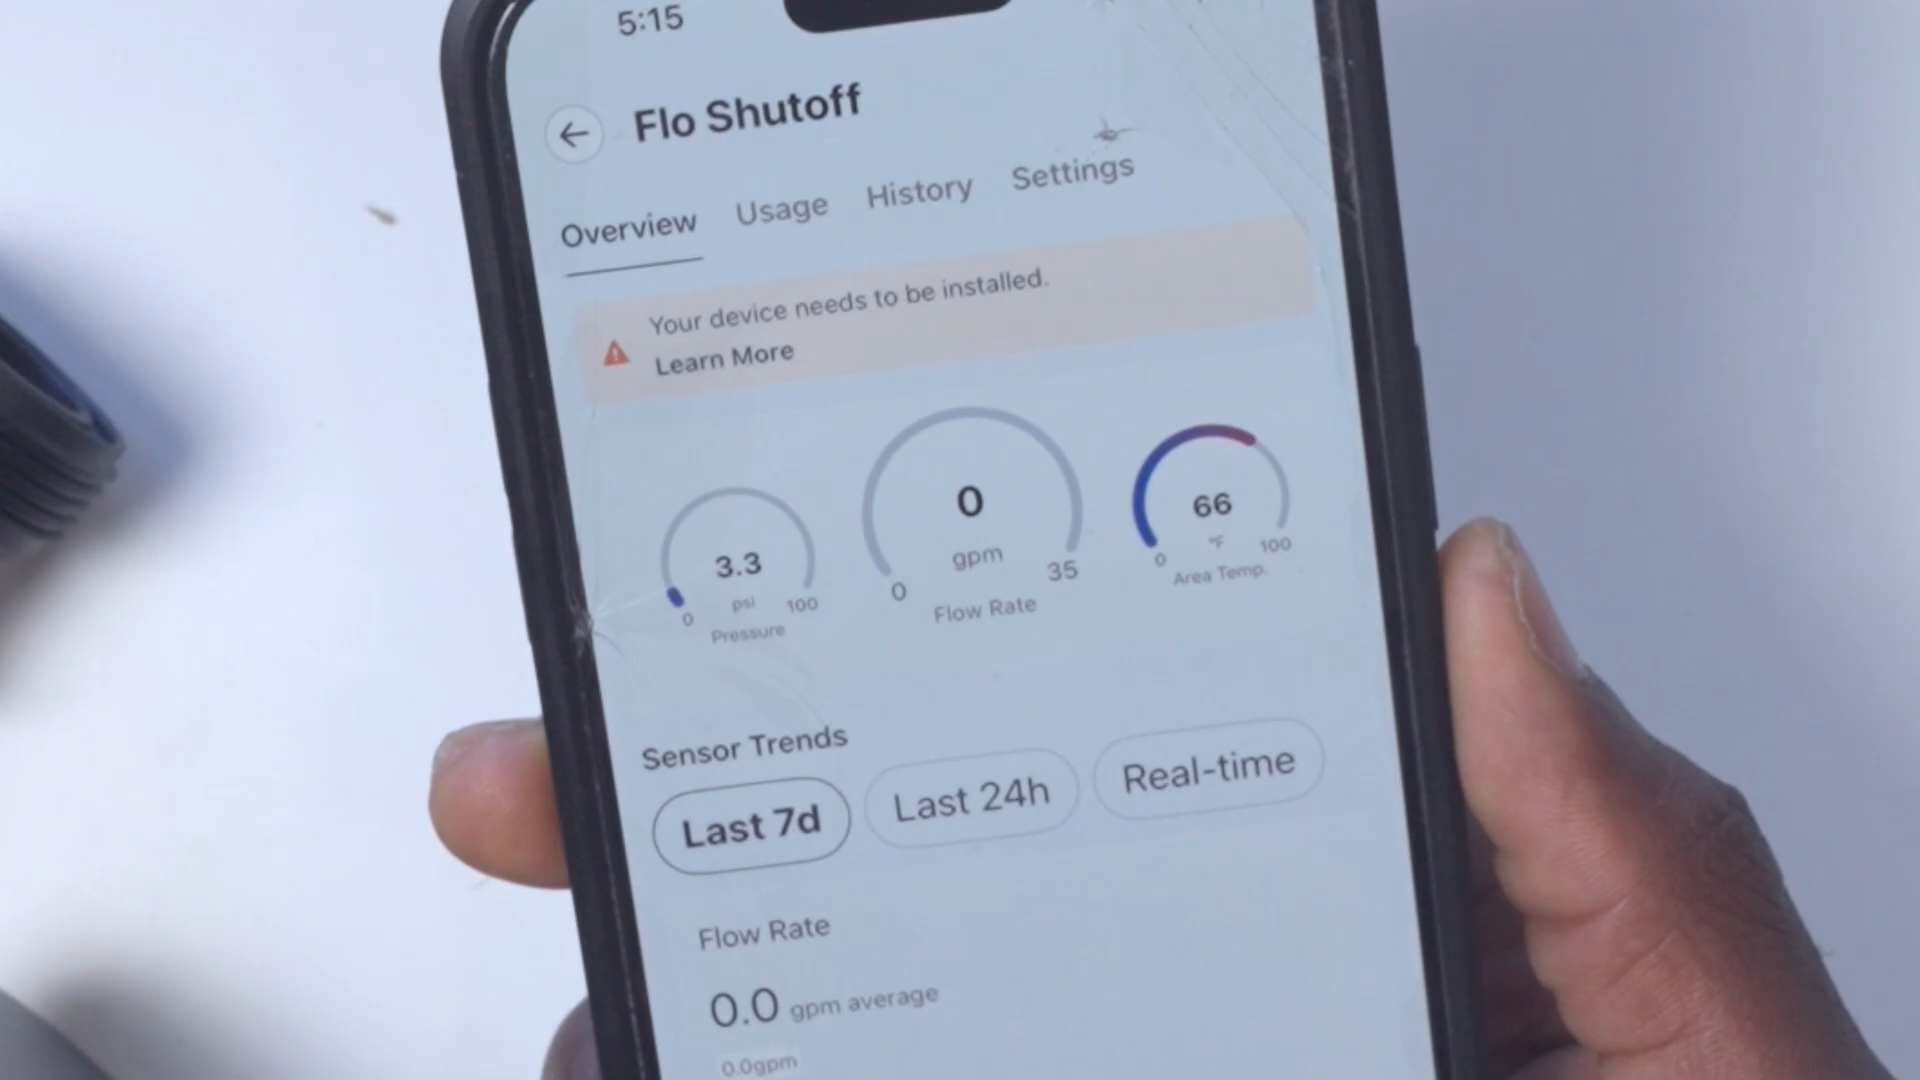 5:15
Flo Shutoff
Overview Usage History Settings
Your device needs to be installed.
Learn More
3.3
psi
0 100
Pressure
0
gpm
0 35
Flow Rate
66
°F
0 100
Area Temp.
Sensor Trends
Last 7d Last 24h Real-time
Flow Rate
0.0 gpm average
0.0gpm